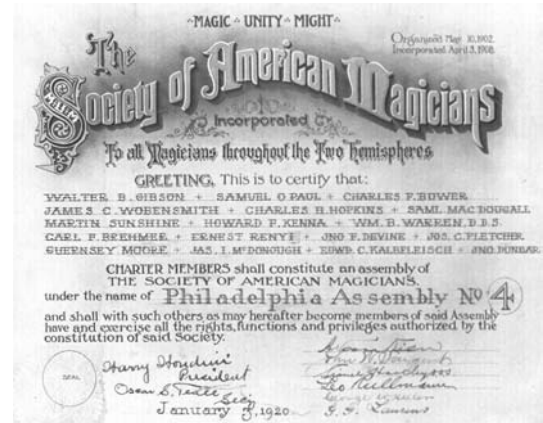 ·MAGIC·UNITY·MIGHT·
Organized May 10, 1902.
Incorporated April 3, 1908.
The
Society of American Magicians
M·U·M
Incorporated
To all Magicians throughout the Two Hemispheres
GREETING, This is to certify that:
WALTER B. GIBSON + SAMUEL O PAUL + CHARLES F. BOWER
JAMES C. WOBENSMITH + CHARLES H. HOPKINS + SAML MAC DOUGALL
MARTIN SUNSHINE + HOWARD P. KENNA + WM. B. WARREN, D.D.S.
CARL F. BREHMER + ERNEST RENYI + JNO F. DEVINE + JOS. C. FLETCHER
GUERNSEY MOORE + JAS. I. McDONOUGH + EDWD. C. KALBFLEISCH + JNO. DUNBAR
CHARTER MEMBERS shall constitute an assembly of
THE SOCIETY OF AMERICAN MAGICIANS.
under the name of Philadelphia Assembly No 4
and shall with such others as may hereafter become members of said Assembly
have and exercise all the rights, functions and privileges authorized by the
constitution of said Society.
SEAL
Harry Houdini
President
Oscar S. Teale
Secy
January 3, 1920